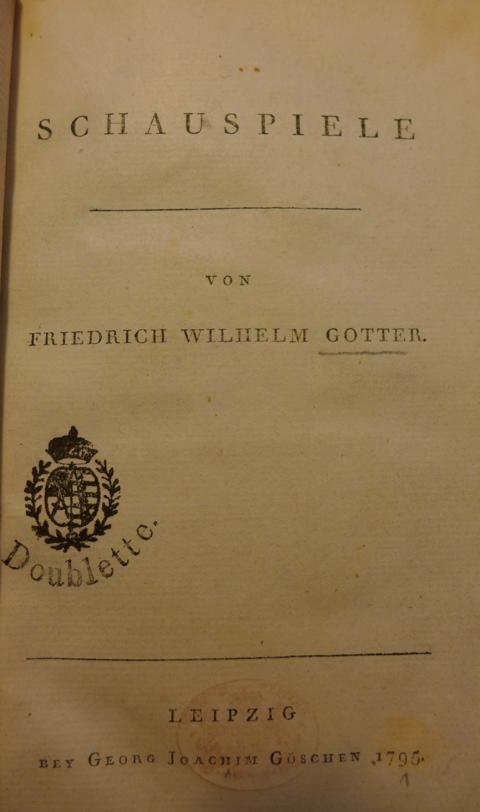 SCHAUSPIELE
VON
FRIEDRICH WILHELM GOTTER.
Doublette.
LEIPZIG
BEY GEORG JOACHIM GÖSCHEN 1795.